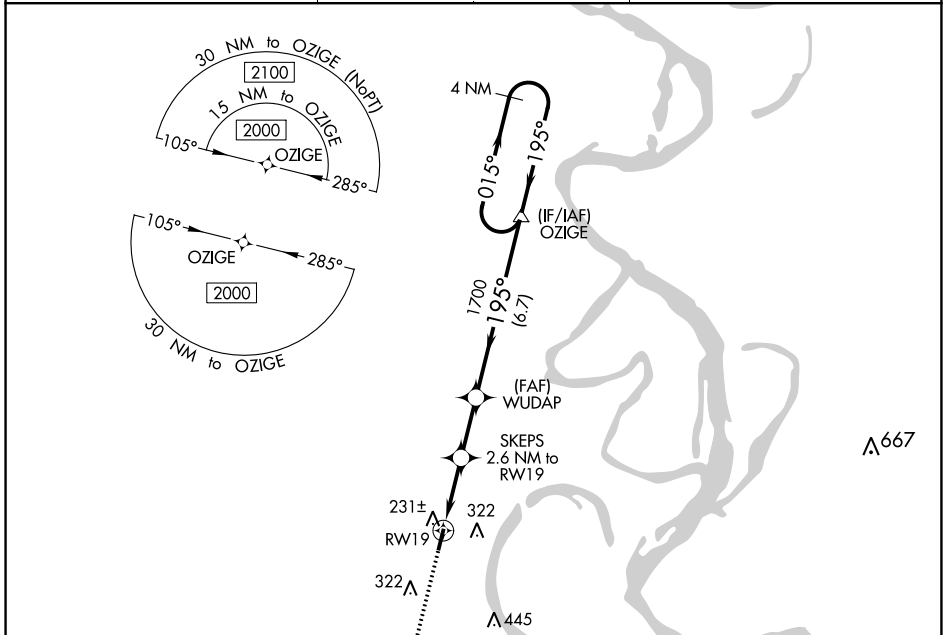 30 NM to OZIGE (NoPT)
2100
15 NM to OZIGE
2000
105°
OZIGE
285°
105°
OZIGE
285°
2000
30 NM to OZIGE
4 NM
015°
195°
(IF/IAF)
OZIGE
1700
195°
(6.7)
(FAF)
WUDAP
SKEPS
2.6 NM to
RW19
667
231±
322
RW19
322
445